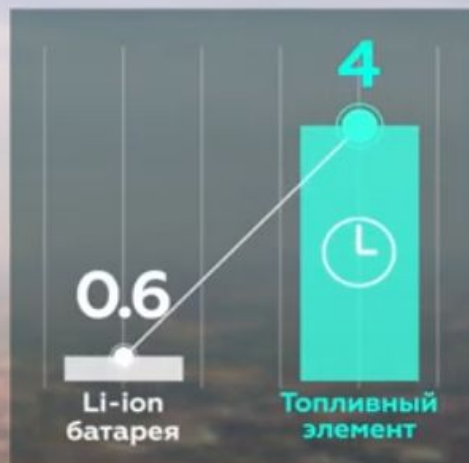 4
0.6
Li-ion
батарея
Топливный
элемент